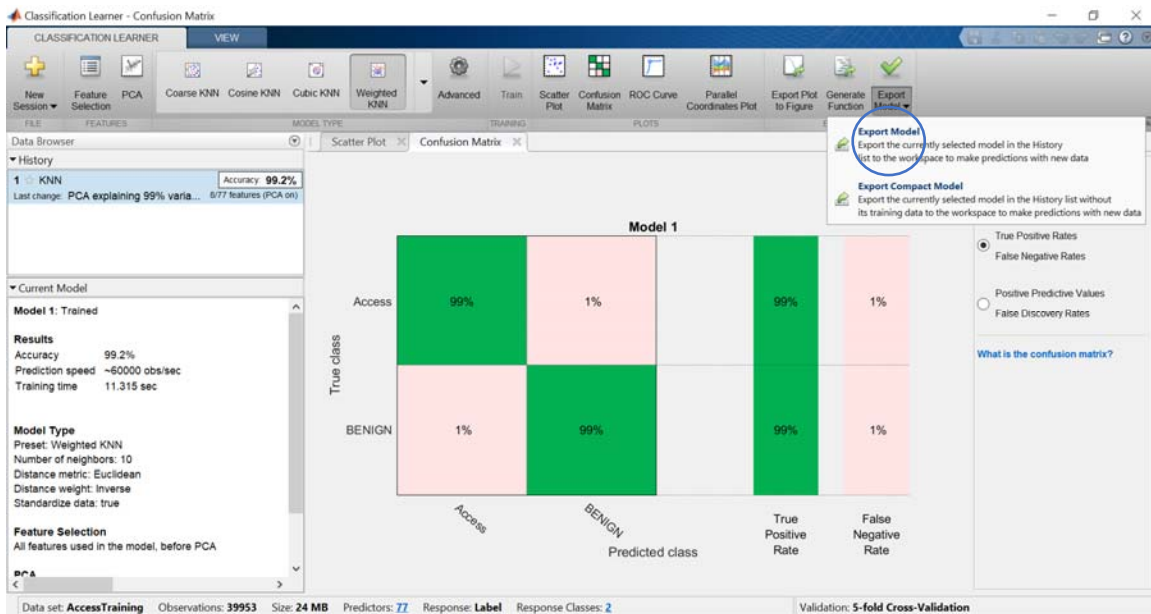 Classification Learner - Confusion Matrix
CLASSIFICATION LEARNER VIEW
New Session
Feature Selection
PCA
Coarse KNN
Cosine KNN
Cubic KNN
Weighted KNN
Advanced
Train
Scatter Plot
Confusion Matrix
ROC Curve
Parallel Coordinates Plot
Export Plot to Figure
Generate Function
Export Model
FILE FEATURES MODEL TYPE TRAINING PLOTS
Export Model
Export the currently selected model in the History
list to the workspace to make predictions with new data
Export Compact Model
Export the currently selected model in the History list without
its training data to the workspace to make predictions with new data
Data Browser
Scatter Plot Confusion Matrix
History
1 KNN Accuracy 99.2%
Last change: PCA explaining 99% varia... 8/77 features (PCA on)
Current Model
Model 1: Trained
Results
Accuracy 99.2%
Prediction speed ~60000 obs/sec
Training time 11.315 sec
Model Type
Preset: Weighted KNN
Number of neighbors: 10
Distance metric: Euclidean
Distance weight: Inverse
Standardize data: true
Feature Selection
All features used in the model, before PCA
PCA
Model 1
True class
Access 99% 1% 99% 1%
BENIGN 1% 99% 99% 1%
Access BENIGN
Predicted class
True Positive Rate
False Negative Rate
True Positive Rates
False Negative Rates
Positive Predictive Values
False Discovery Rates
What is the confusion matrix?
Data set: AccessTraining Observations: 39953 Size: 24 MB Predictors: 77 Response: Label Response Classes: 2 Validation: 5-fold Cross-Validation